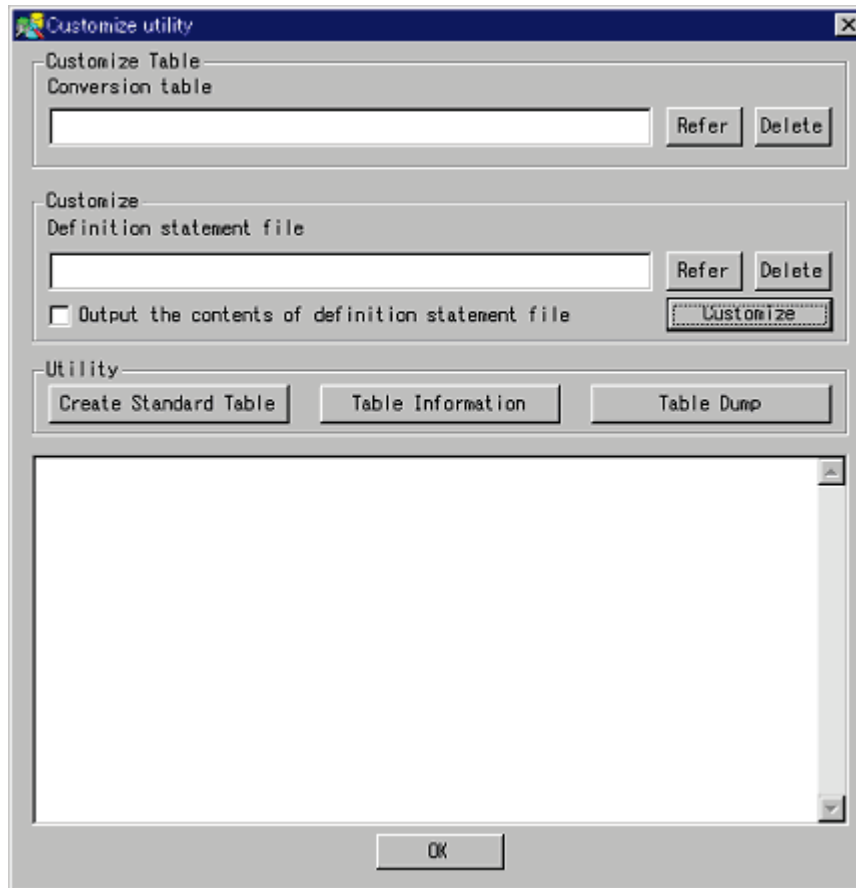 Customize utility
Customize Table
Conversion table
Refer Delete
Customize
Definition statement file
Refer Delete
Output the contents of definition statement file Customize
Utility
Create Standard Table Table Information Table Dump
OK